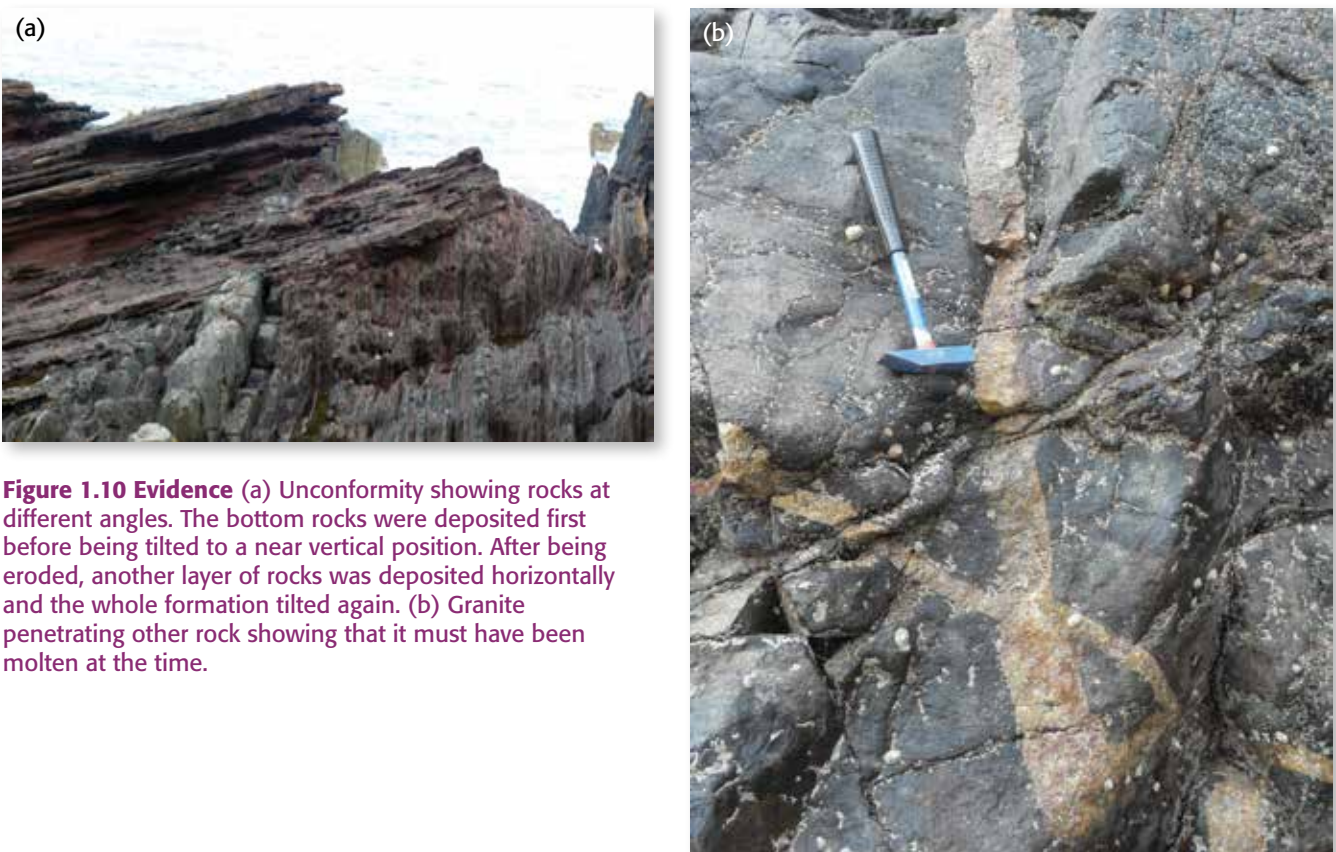 (a)
(b)
Figure 1.10 Evidence (a) Unconformity showing rocks at
different angles. The bottom rocks were deposited first
before being tilted to a near vertical position. After being
eroded, another layer of rocks was deposited horizontally
and the whole formation tilted again. (b) Granite
penetrating other rock showing that it must have been
molten at the time.